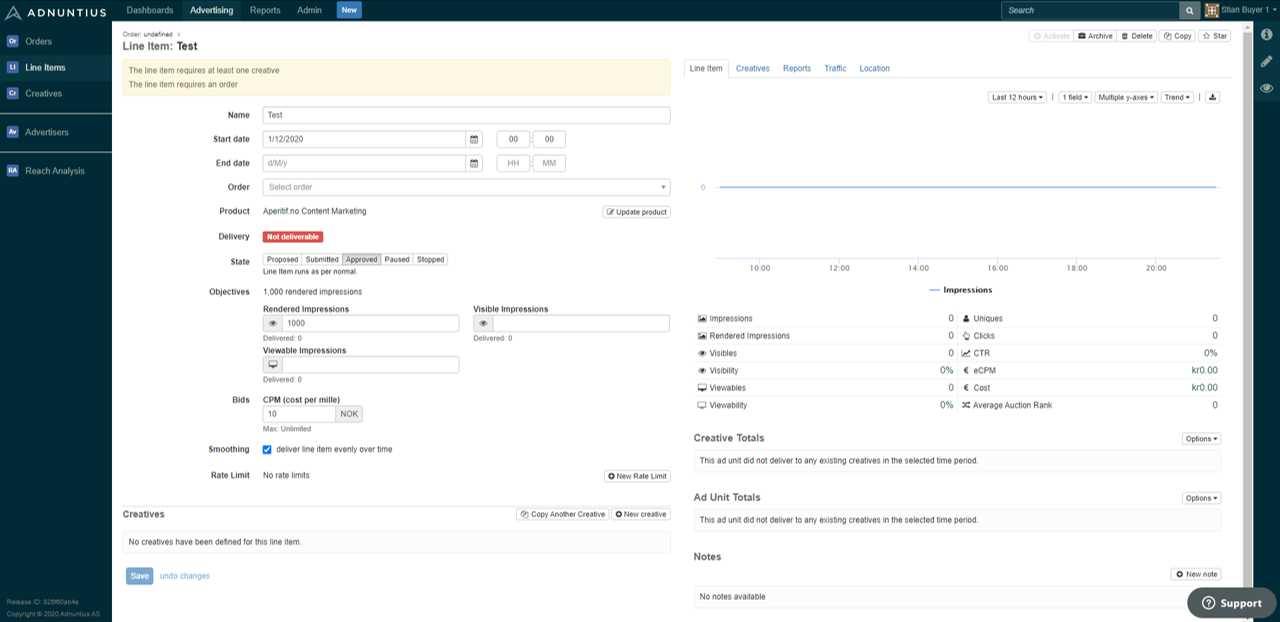 ADNUNTIUS
Dashboards Advertising Reports Admin New
Search
Stian Buyer 1
Or Orders
LI Line Items
Cr Creatives
Av Advertisers
RA Reach Analysis
Order: undefined ›
Line Item: Test
Activate Archive Delete Copy Star
The line item requires at least one creative
The line item requires an order
Name Test
Start date 1/12/2020 00 : 00
End date d/M/y HH : MM
Order Select order
Product Aperitif.no Content Marketing Update product
Delivery Not deliverable
State Proposed Submitted Approved Paused Stopped
Line Item runs as per normal.
Objectives 1,000 rendered impressions
Rendered Impressions Visible Impressions
1000
Delivered: 0 Delivered: 0
Viewable Impressions
Delivered: 0
Bids CPM (cost per mille)
10 NOK
Max: Unlimited
Smoothing deliver line item evenly over time
Rate Limit No rate limits New Rate Limit
Creatives Copy Another Creative New creative
No creatives have been defined for this line item.
Save undo changes
Line Item Creatives Reports Traffic Location
Last 12 hours | 1 field Multiple y-axes Trend |
0
10:00 12:00 14:00 16:00 18:00 20:00
Impressions
Impressions 0 Uniques 0
Rendered Impressions 0 Clicks 0
Visibles 0 CTR 0%
Visibility 0% € eCPM kr0.00
Viewables 0 € Cost kr0.00
Viewability 0% Average Auction Rank 0
Creative Totals Options
This ad unit did not deliver to any existing creatives in the selected time period.
Ad Unit Totals Options
This ad unit did not deliver to any existing creatives in the selected time period.
Notes
New note
No notes available
Support
Copyright © 2020 Adnuntius AS